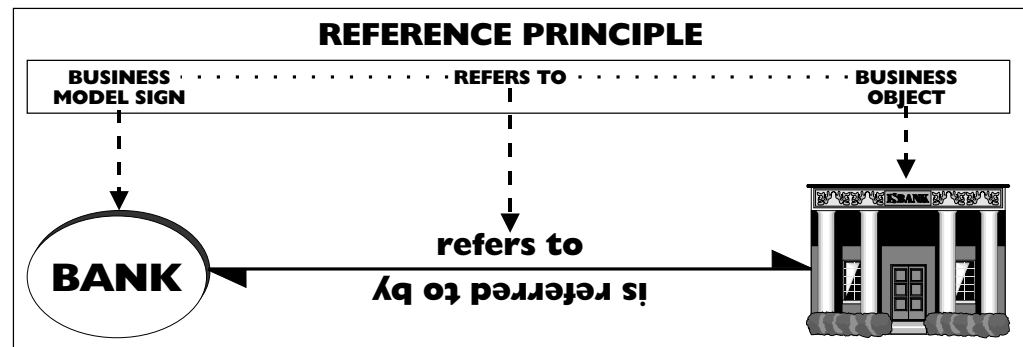 REFERENCE PRINCIPLE
BUSINESS MODEL SIGN · · · · · · · · · · · · · · · · · · REFERS TO · · · · · · · · · · · · · · · · · · BUSINESS OBJECT
BANK
refers to
is referred to by
BANK